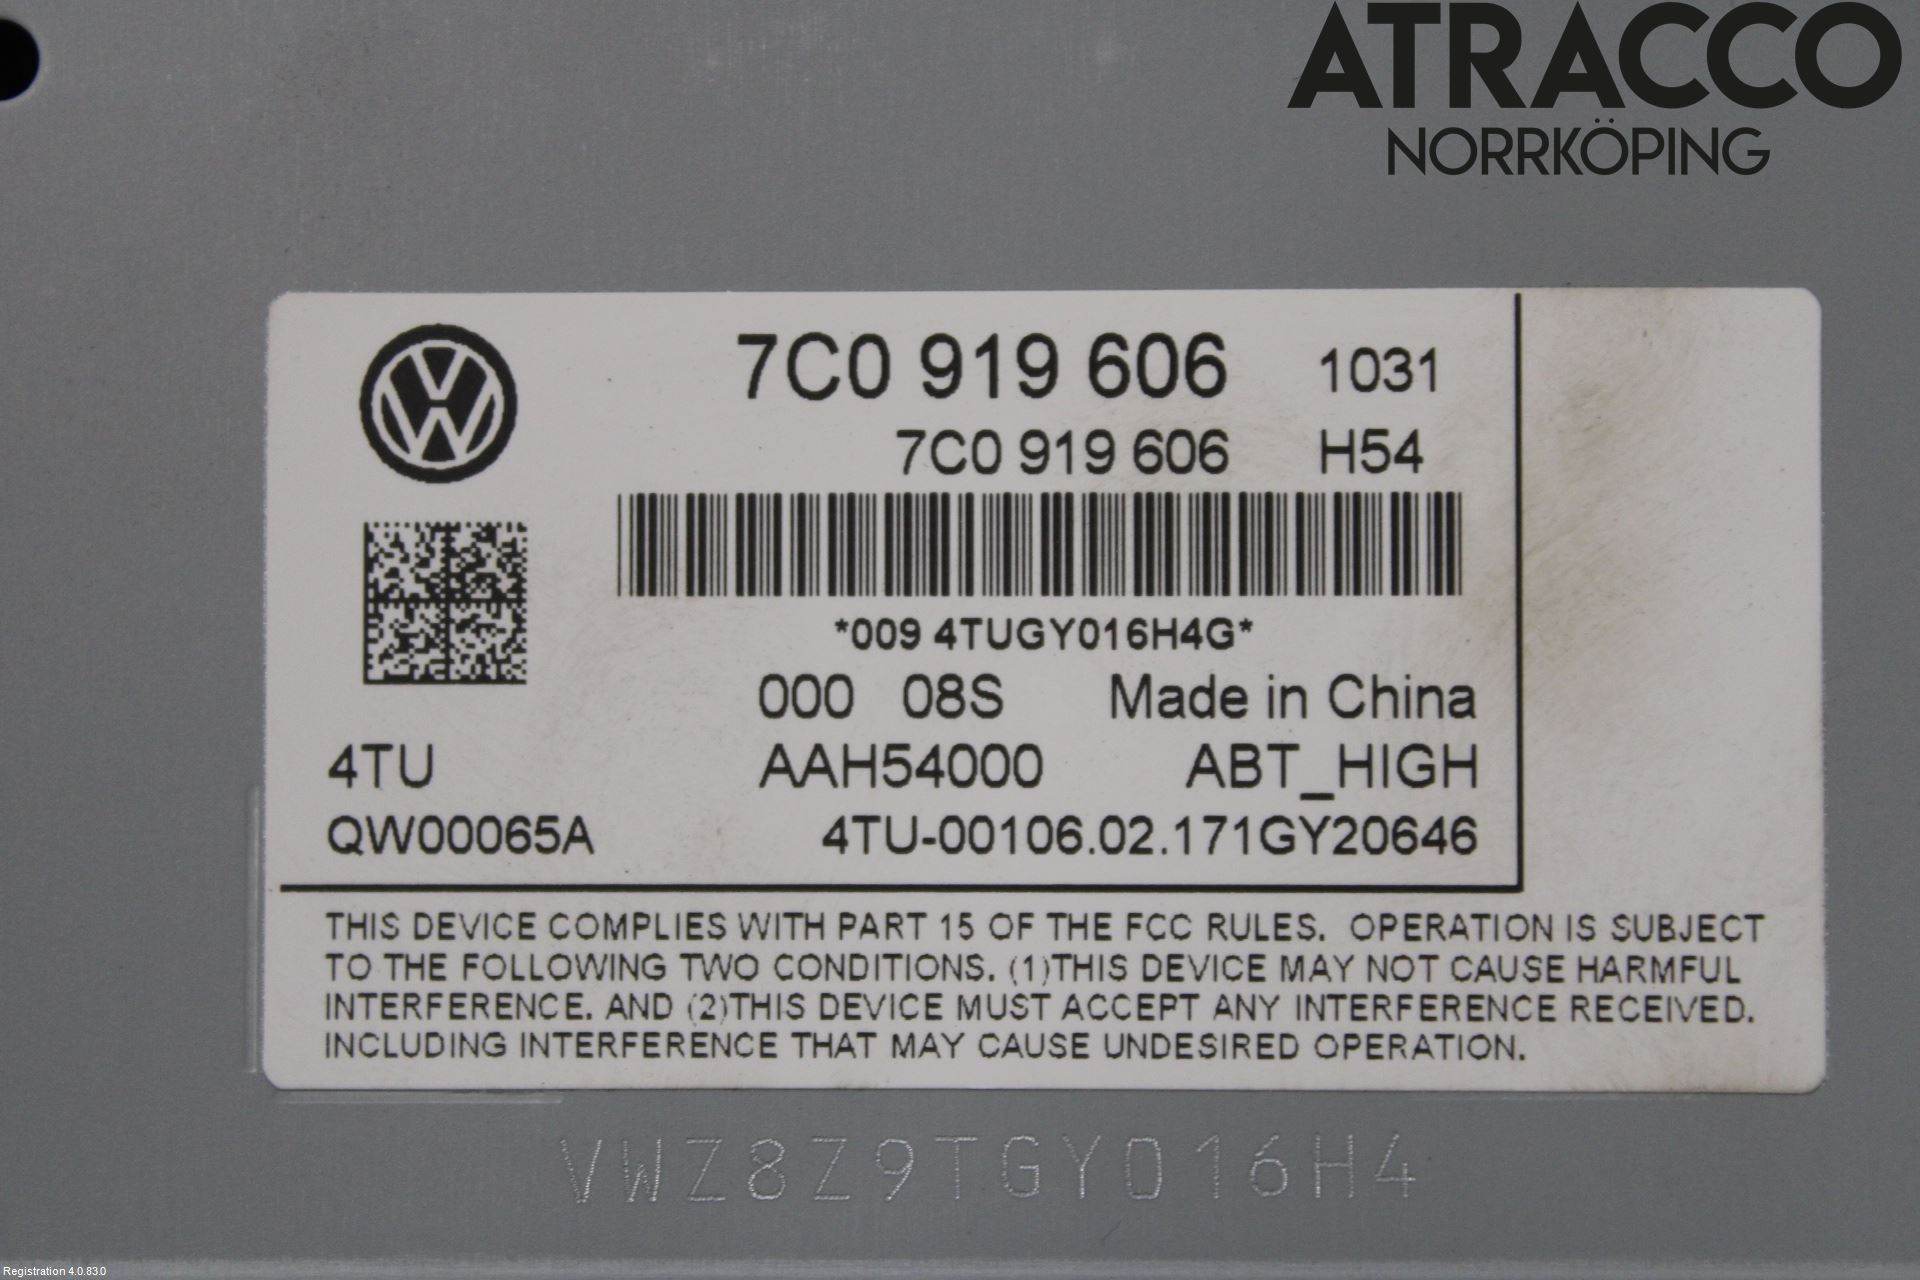 ATRACCO
NORRKÖPING
7C0 919 606 1031
7C0 919 606 H54
*009 4TUGY016H4G*
000 08S Made in China
4TU AAH54000 ABT_HIGH
QW00065A 4TU-00106.02.171GY20646
THIS DEVICE COMPLIES WITH PART 15 OF THE FCC RULES. OPERATION IS SUBJECT
TO THE FOLLOWING TWO CONDITIONS. (1)THIS DEVICE MAY NOT CAUSE HARMFUL
INTERFERENCE. AND (2)THIS DEVICE MUST ACCEPT ANY INTERFERENCE RECEIVED.
INCLUDING INTERFERENCE THAT MAY CAUSE UNDESIRED OPERATION.
VWZ8Z9TGY016H4
Registration 4.0.83.0